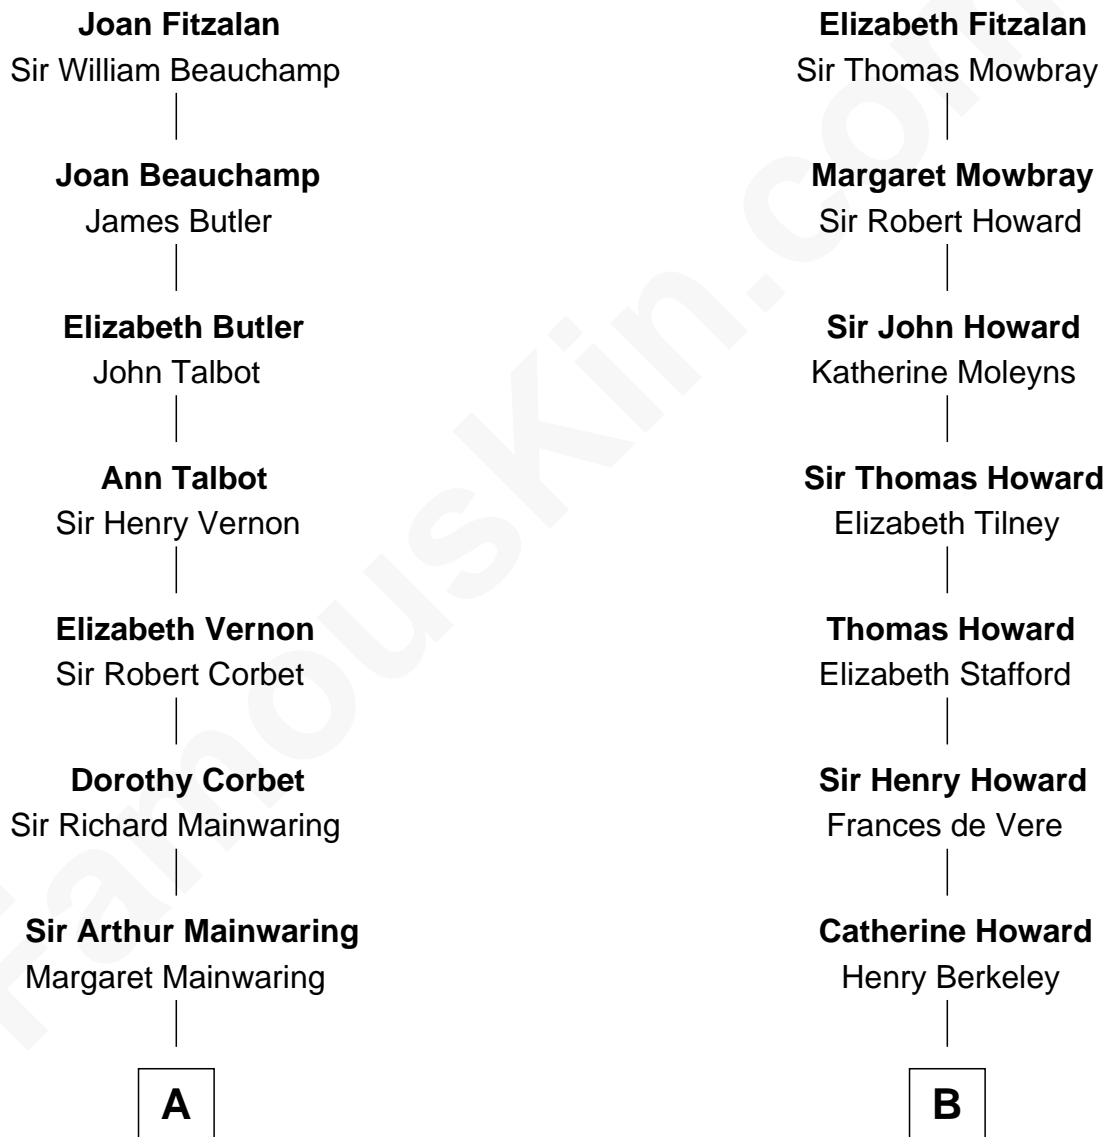 Joan Fitzalan
Sir William Beauchamp
Joan Beauchamp
James Butler
Elizabeth Butler
John Talbot
Ann Talbot
Sir Henry Vernon
Elizabeth Vernon
Sir Robert Corbet
Dorothy Corbet
Sir Richard Mainwaring
Sir Arthur Mainwaring
Margaret Mainwaring
A
Elizabeth Fitzalan
Sir Thomas Mowbray
Margaret Mowbray
Sir Robert Howard
Sir John Howard
Katherine Moleyns
Sir Thomas Howard
Elizabeth Tilney
Thomas Howard
Elizabeth Stafford
Sir Henry Howard
Frances de Vere
Catherine Howard
Henry Berkeley
B
FamousKin.com